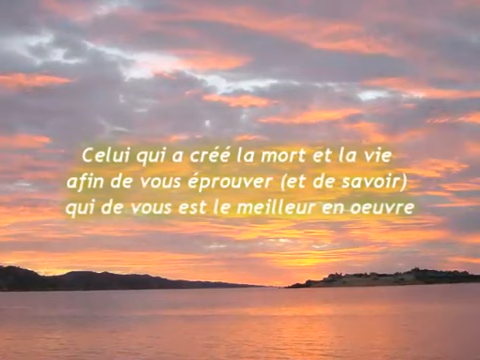 Celui qui a créé la mort et la vie
afin de vous éprouver (et de savoir)
qui de vous est le meilleur en oeuvre